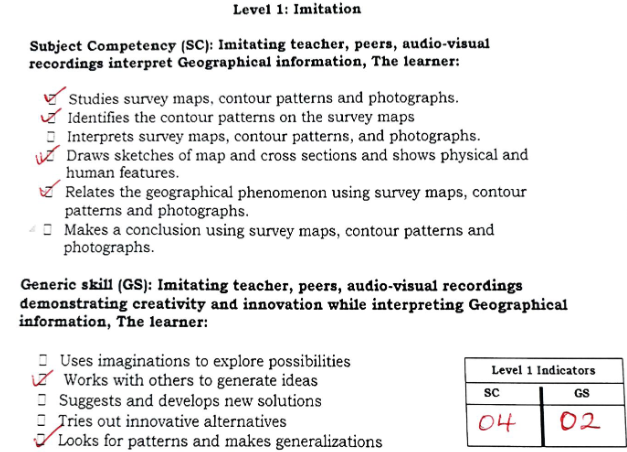 Level 1: Imitation
Subject Competency (SC): Imitating teacher, peers, audio-visual
recordings interpret Geographical information, The learner:
Studies survey maps, contour patterns and photographs.
Identifies the contour patterns on the survey maps
Interprets survey maps, contour patterns, and photographs.
Draws sketches of map and cross sections and shows physical and
human features.
Relates the geographical phenomenon using survey maps, contour
patterns and photographs.
Makes a conclusion using survey maps, contour patterns and
photographs.
Generic skill (GS): Imitating teacher, peers, audio-visual recordings
demonstrating creativity and innovation while interpreting Geographical
information, The learner:
Uses imaginations to explore possibilities
Works with others to generate ideas
Suggests and develops new solutions
Tries out innovative alternatives
Looks for patterns and makes generalizations
Level 1 Indicators
SC GS
04 02